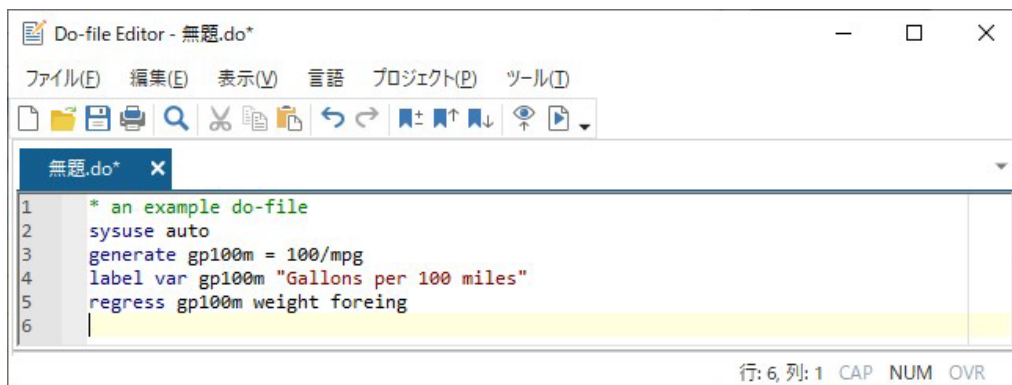 Do-file Editor - 無題.do*
ファイル(F) 編集(E) 表示(V) 言語 プロジェクト(P) ツール(T)
無題.do*
1 * an example do-file
2 sysuse auto
3 generate gp100m = 100/mpg
4 label var gp100m "Gallons per 100 miles"
5 regress gp100m weight foreing
6
行: 6, 列: 1 CAP NUM OVR